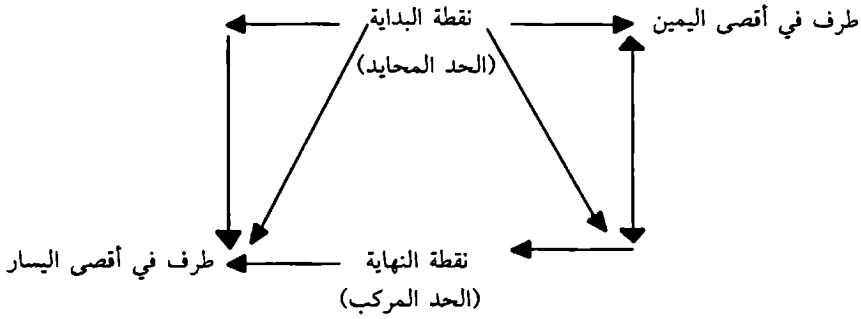 طرف في أقصى اليمين
نقطة البداية
(الحد المحايد)
نقطة النهاية
طرف في أقصى اليسار
(الحد المركب)